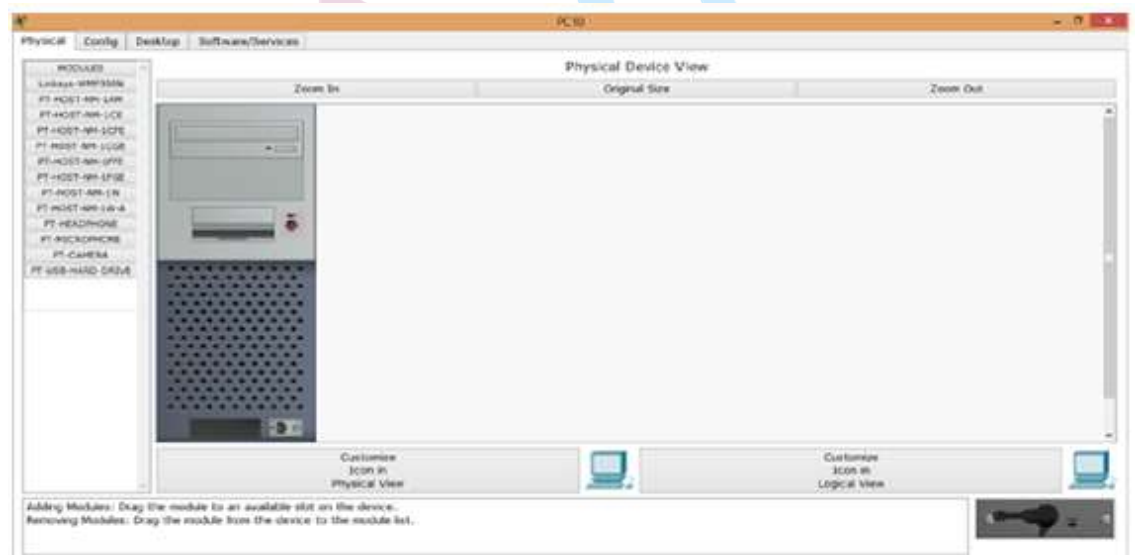 PC10
Physical Config Desktop Software/Services
MODULES
Linksys-WMP300N
PT-HOST-NM-1AM
PT-HOST-NM-1CE
PT-HOST-NM-1CFE
PT-HOST-NM-1CGE
PT-HOST-NM-1FFE
PT-HOST-NM-1FGE
PT-HOST-NM-1W
PT-HOST-NM-1W-A
PT-HEADPHONE
PT-MICROPHONE
PT-CAMERA
PT-USB-HARD-DRIVE
Physical Device View
Zoom In Original Size Zoom Out
Customize
Icon in
Physical View
Customize
Icon in
Logical View
Adding Modules: Drag the module to an available slot on the device.
Removing Modules: Drag the module from the device to the module list.